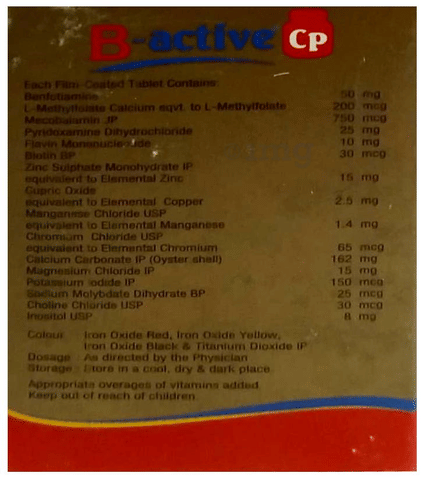 B-active Cp
Each Film-Coated Tablet Contains:
Benfotiamine 50 mg
L-Methylfolate Calcium eqvt. to L-Methylfolate 200 mcg
Mecobalamin JP 750 mcg
Pyridoxamine Dihydrochloride 25 mg
Flavin Mononucleotide 10 mg
Biotin BP 30 mcg
Zinc Sulphate Monohydrate IP
equivalent to Elemental Zinc 15 mg
Cupric Oxide
equivalent to Elemental Copper 2.5 mg
Manganese Chloride USP
equivalent to Elemental Manganese 1.4 mg
Chromium Chloride USP
equivalent to Elemental Chromium 65 mcg
Calcium Carbonate IP (Oyster shell) 162 mg
Magnesium Chloride IP 15 mg
Potassium Iodide IP 150 mcg
Sodium Molybdate Dihydrate BP 25 mcg
Choline Chloride USP 30 mcg
Inositol USP 8 mg
Colour : Iron Oxide Red, Iron Oxide Yellow,
Iron Oxide Black & Titanium Dioxide IP
Dosage : As directed by the Physician
Storage : Store in a cool, dry & dark place
Appropriate overages of vitamins added
Keep out of reach of children